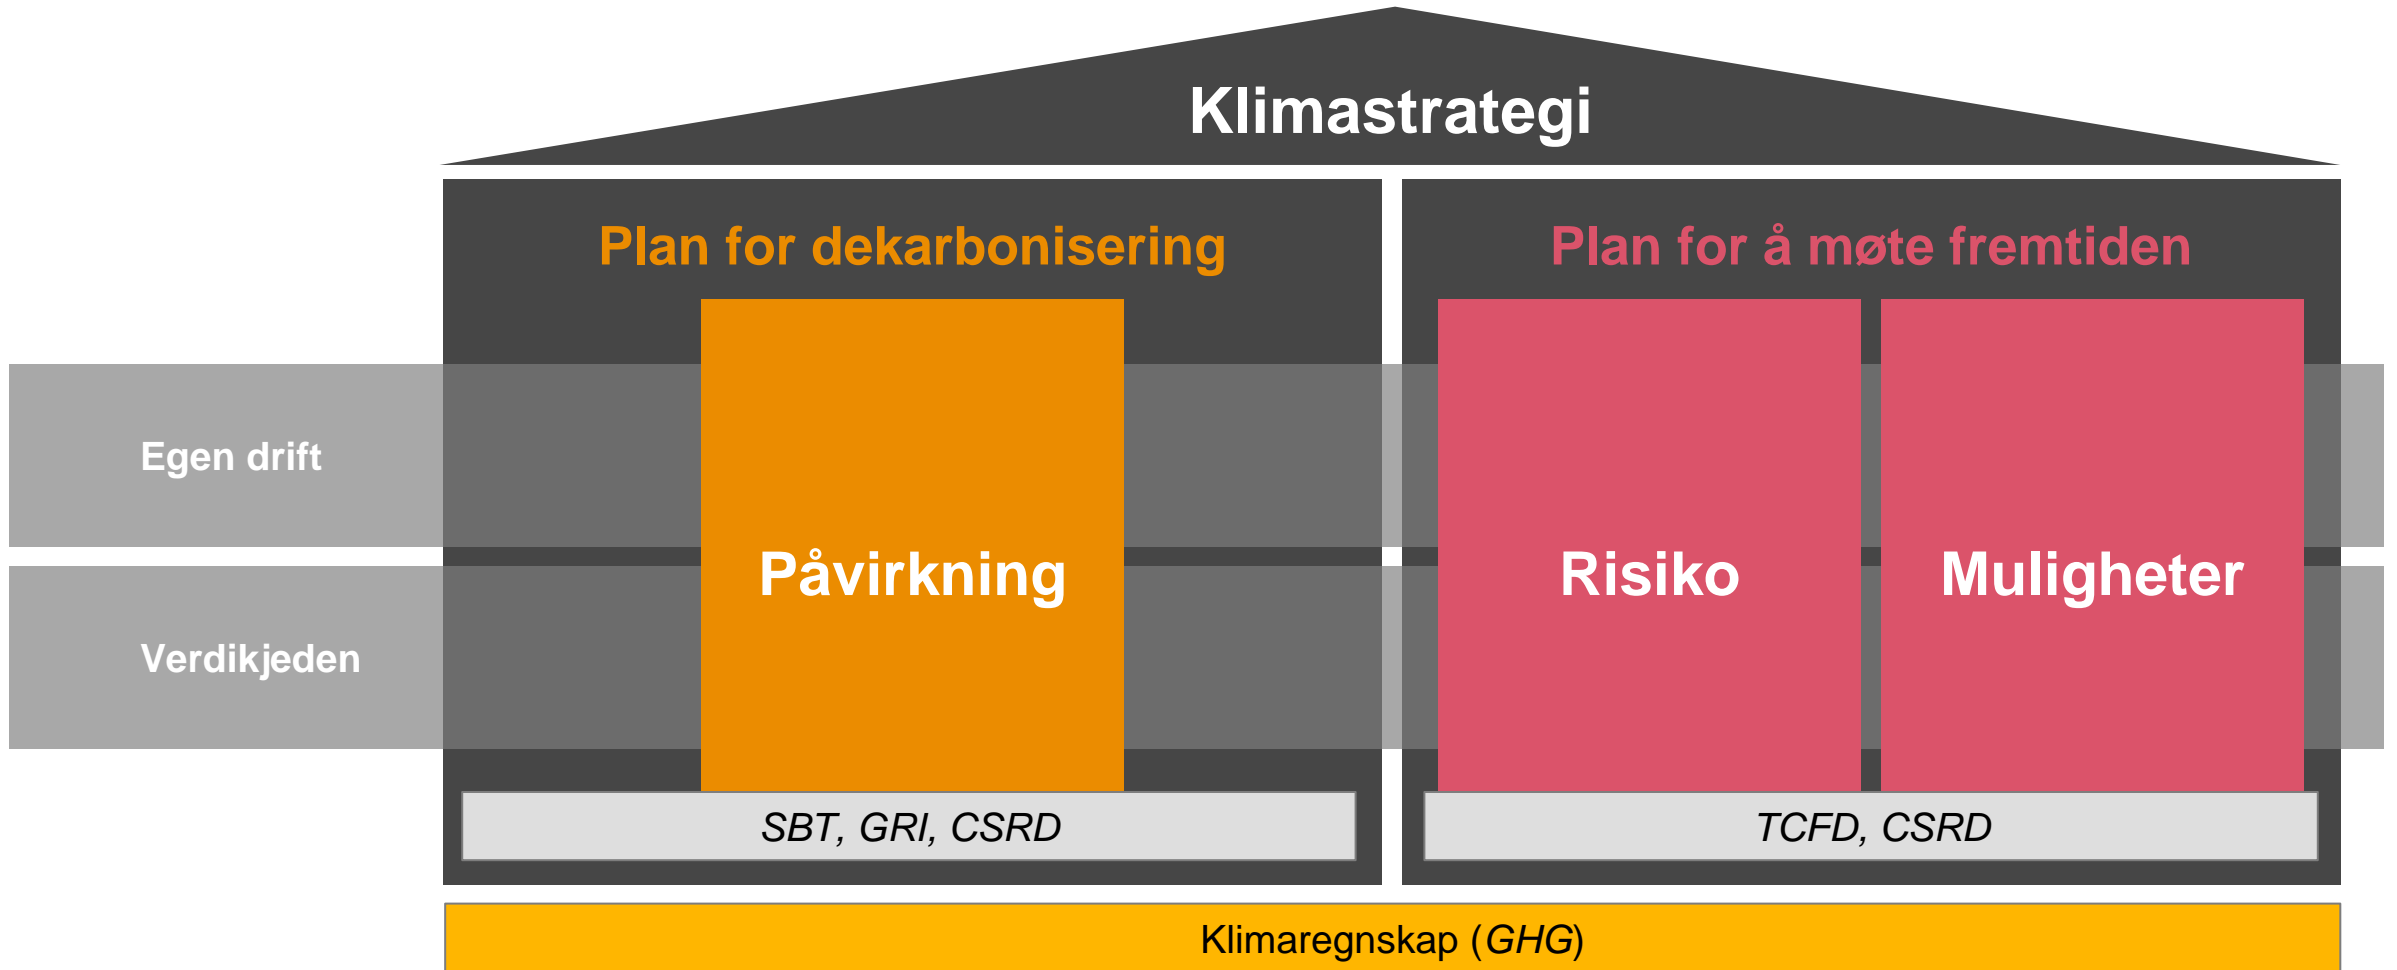 Klimastrategi
Plan for dekarbonisering
Plan for å møte fremtiden
Egen drift
Påvirkning
Risiko
Muligheter
Verdikjeden
SBT, GRI, CSRD
TCFD, CSRD
Klimaregnskap (GHG)